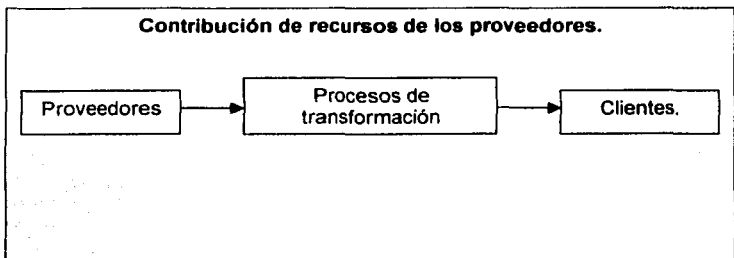 Contribución de recursos de los proveedores.
Proveedores
Procesos de
transformación
Clientes.